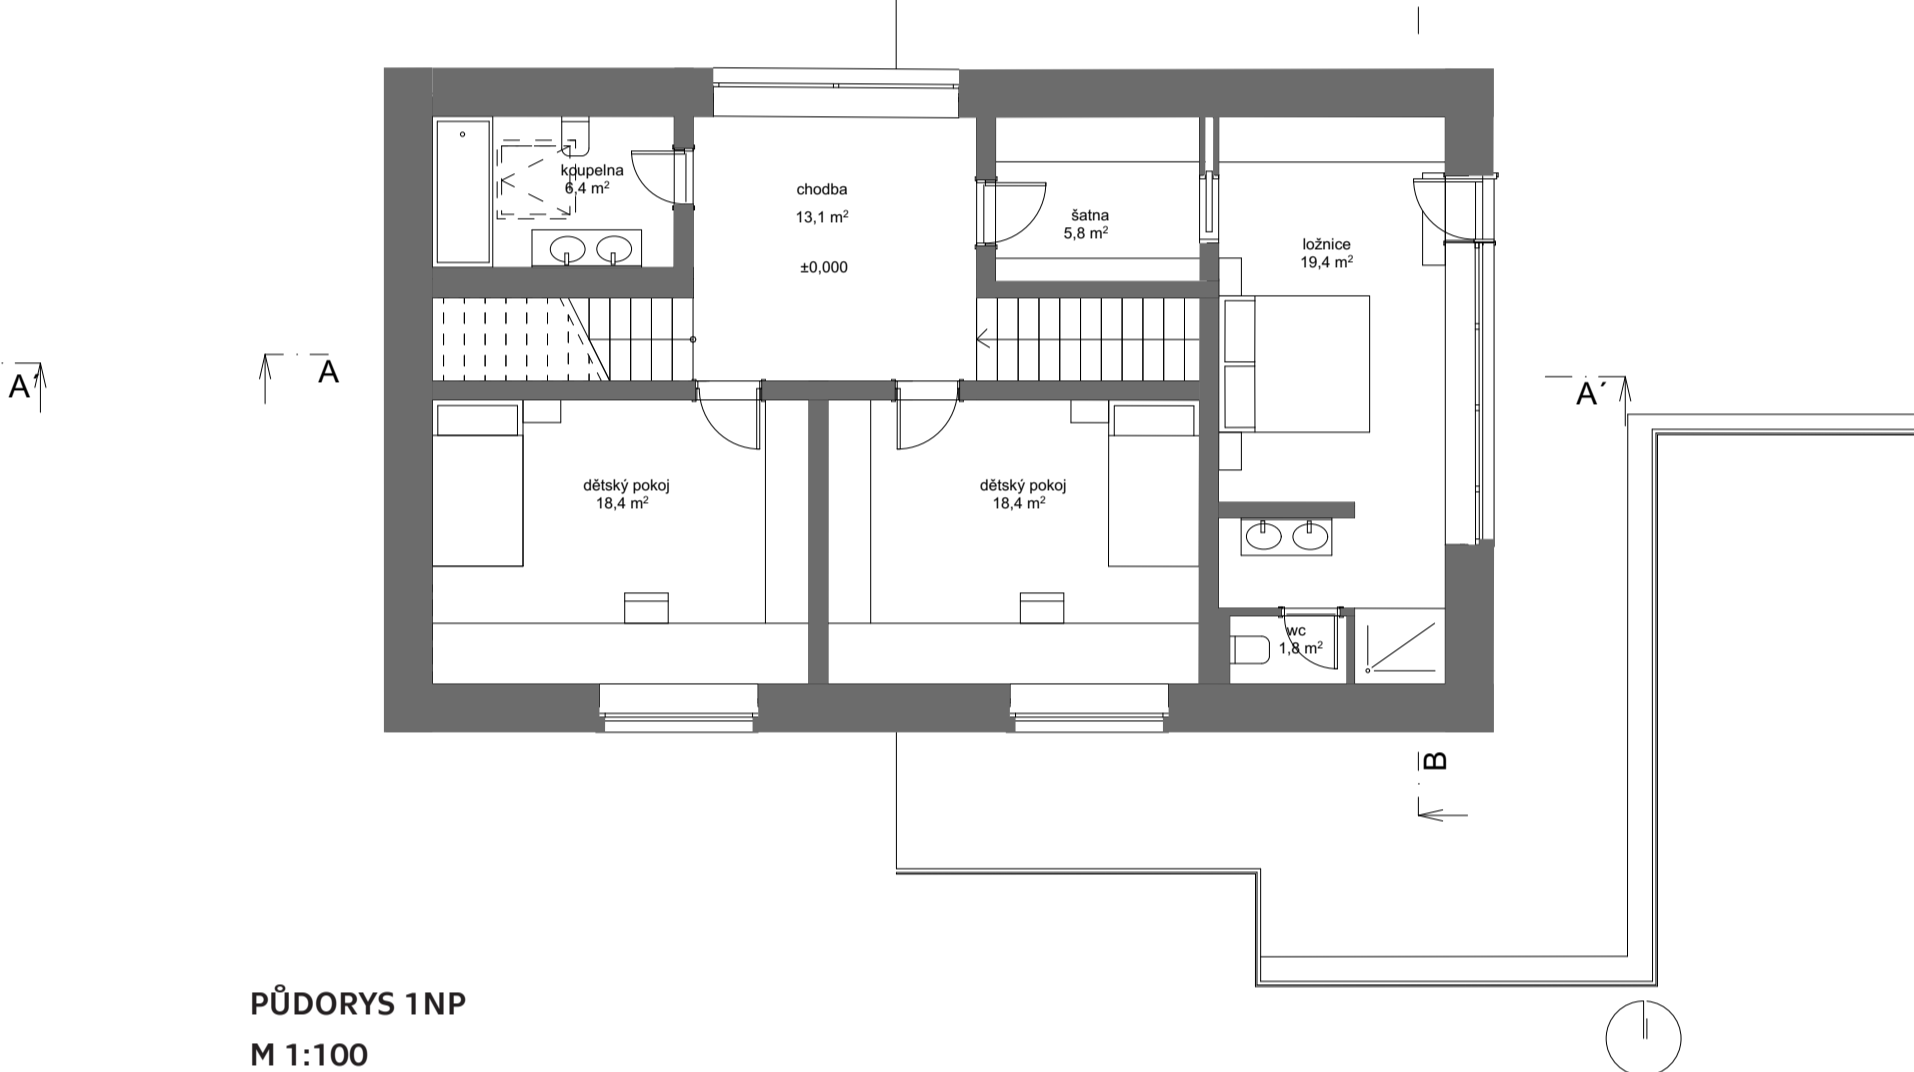 koupelna
6,4 m²
chodba
13,1 m²
±0,000
šatna
5,8 m²
ložnice
19,4 m²
A´
A
A´
dětský pokoj
18,4 m²
dětský pokoj
18,4 m²
wc
1,8 m²
B
PŮDORYS 1NP
M 1:100